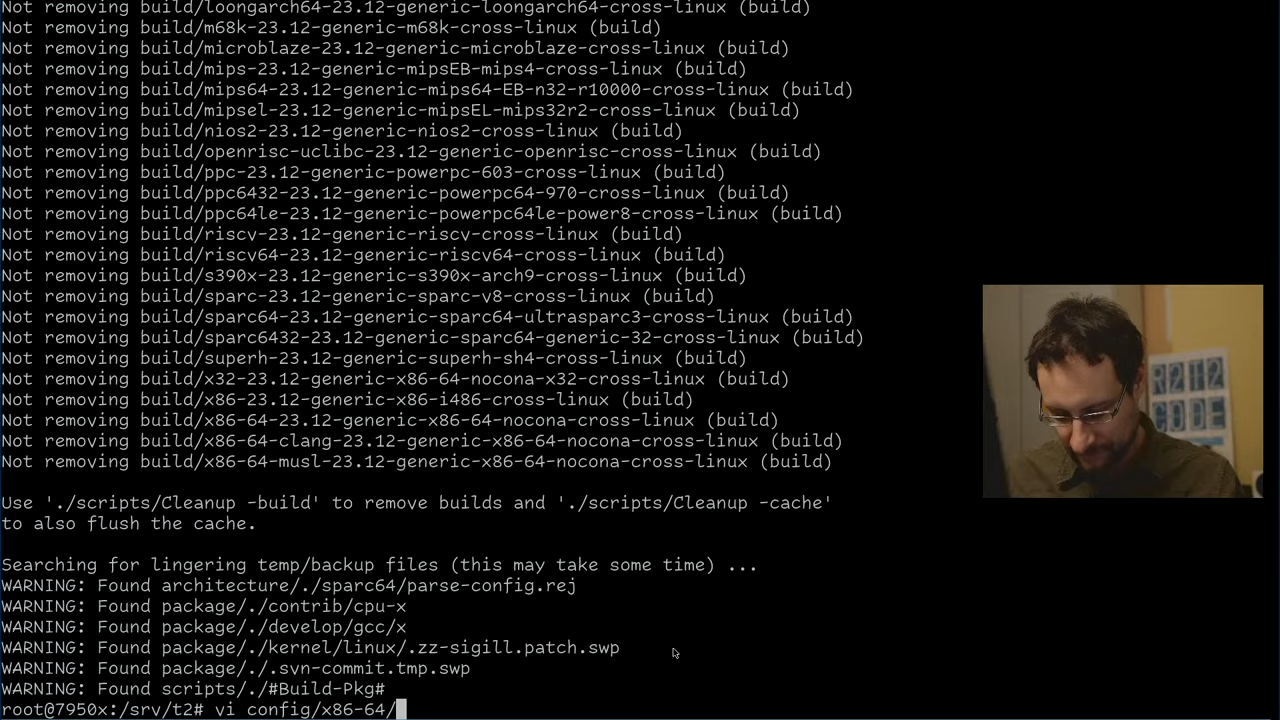 Not removing build/loongarch64-23.12-generic-loongarch64-cross-linux (build)
Not removing build/m68k-23.12-generic-m68k-cross-linux (build)
Not removing build/microblaze-23.12-generic-microblaze-cross-linux (build)
Not removing build/mips-23.12-generic-mipsEB-mips4-cross-linux (build)
Not removing build/mips64-23.12-generic-mips64-EB-n32-r10000-cross-linux (build)
Not removing build/mipsel-23.12-generic-mipsEL-mips32r2-cross-linux (build)
Not removing build/nios2-23.12-generic-nios2-cross-linux (build)
Not removing build/openrisc-uclibc-23.12-generic-openrisc-cross-linux (build)
Not removing build/ppc-23.12-generic-powerpc-603-cross-linux (build)
Not removing build/ppc6432-23.12-generic-powerpc64-970-cross-linux (build)
Not removing build/ppc64le-23.12-generic-powerpc64le-power8-cross-linux (build)
Not removing build/riscv-23.12-generic-riscv-cross-linux (build)
Not removing build/riscv64-23.12-generic-riscv64-cross-linux (build)
Not removing build/s390x-23.12-generic-s390x-arch9-cross-linux (build)
Not removing build/sparc-23.12-generic-sparc-v8-cross-linux (build)
Not removing build/sparc64-23.12-generic-sparc64-ultrasparc3-cross-linux (build)
Not removing build/sparc6432-23.12-generic-sparc64-generic-32-cross-linux (build)
Not removing build/superh-23.12-generic-superh-sh4-cross-linux (build)
Not removing build/x32-23.12-generic-x86-64-nocona-x32-cross-linux (build)
Not removing build/x86-23.12-generic-x86-i486-cross-linux (build)
Not removing build/x86-64-23.12-generic-x86-64-nocona-cross-linux (build)
Not removing build/x86-64-clang-23.12-generic-x86-64-nocona-cross-linux (build)
Not removing build/x86-64-musl-23.12-generic-x86-64-nocona-cross-linux (build)
Use './scripts/Cleanup -build' to remove builds and './scripts/Cleanup -cache'
to also flush the cache.
Searching for lingering temp/backup files (this may take some time) ...
WARNING: Found architecture/./sparc64/parse-config.rej
WARNING: Found package/./contrib/cpu-x
WARNING: Found package/./develop/gcc/x
WARNING: Found package/./kernel/linux/.zz-sigill.patch.swp
WARNING: Found package/./.svn-commit.tmp.swp
WARNING: Found scripts/./#Build-Pkg#
root@7950x:/srv/t2# vi config/x86-64/
R2H2
CODE